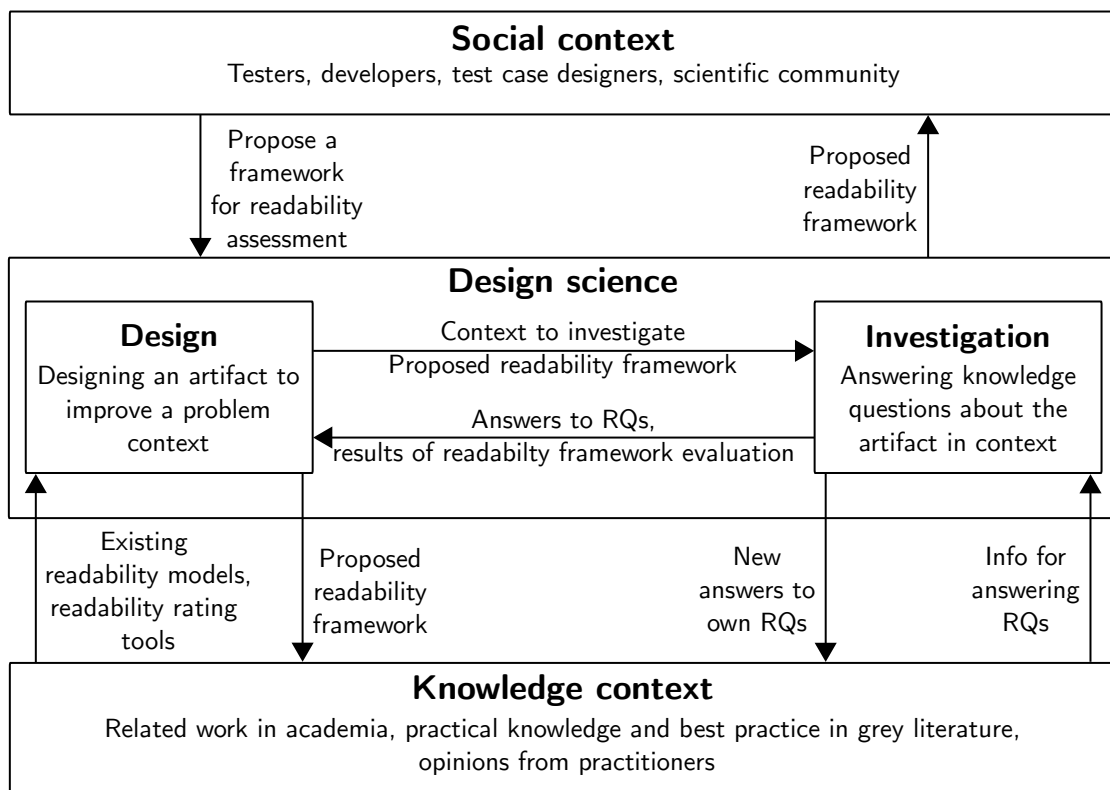 Social context
Testers, developers, test case designers, scientific community
Propose a
framework
for readability
assessment
Proposed
readability
framework
Design science
Design
Designing an artifact to
improve a problem
context
Context to investigate
Proposed readability framework
Answers to RQs,
results of readabilty framework evaluation
Investigation
Answering knowledge
questions about the
artifact in context
Existing
readability models,
readability rating
tools
Proposed
readability
framework
New
answers to
own RQs
Info for
answering
RQs
Knowledge context
Related work in academia, practical knowledge and best practice in grey literature,
opinions from practitioners